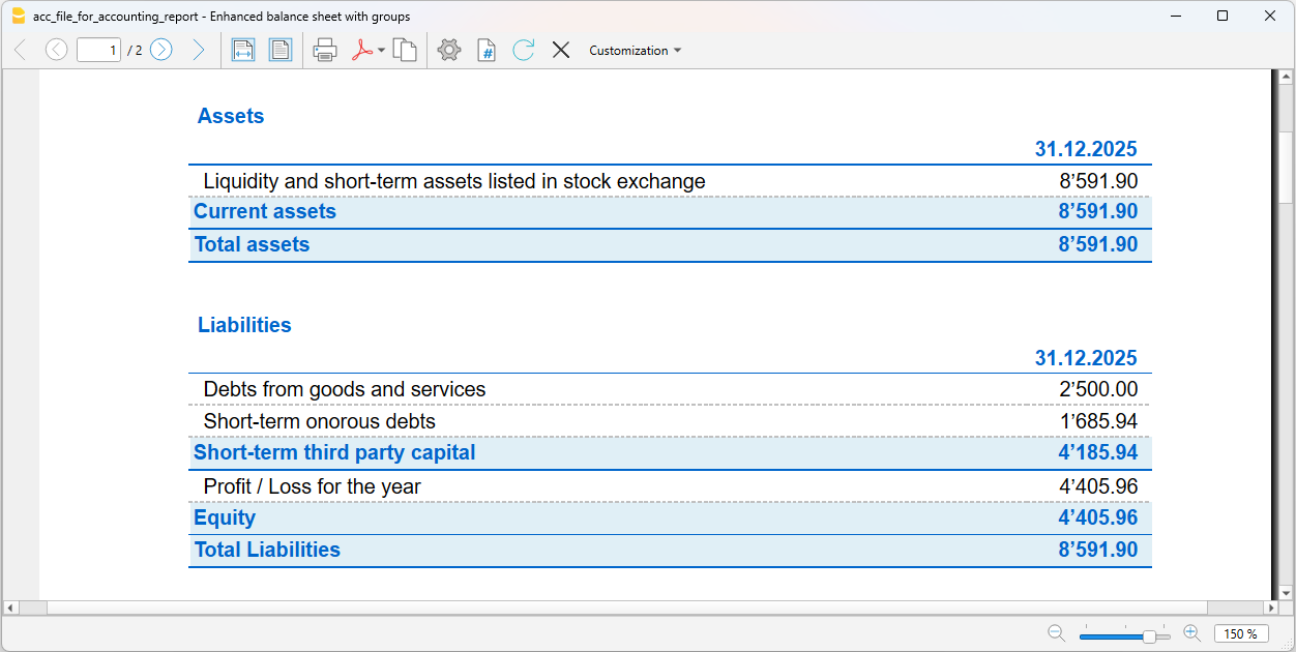 acc_file_for_accounting_report - Enhanced balance sheet with groups
1 / 2 # Customization
Assets
31.12.2025
Liquidity and short-term assets listed in stock exchange 8’591.90
Current assets 8’591.90
Total assets 8’591.90
Liabilities
31.12.2025
Debts from goods and services 2’500.00
Short-term onorous debts 1’685.94
Short-term third party capital 4’185.94
Profit / Loss for the year 4’405.96
Equity 4’405.96
Total Liabilities 8’591.90
150 %